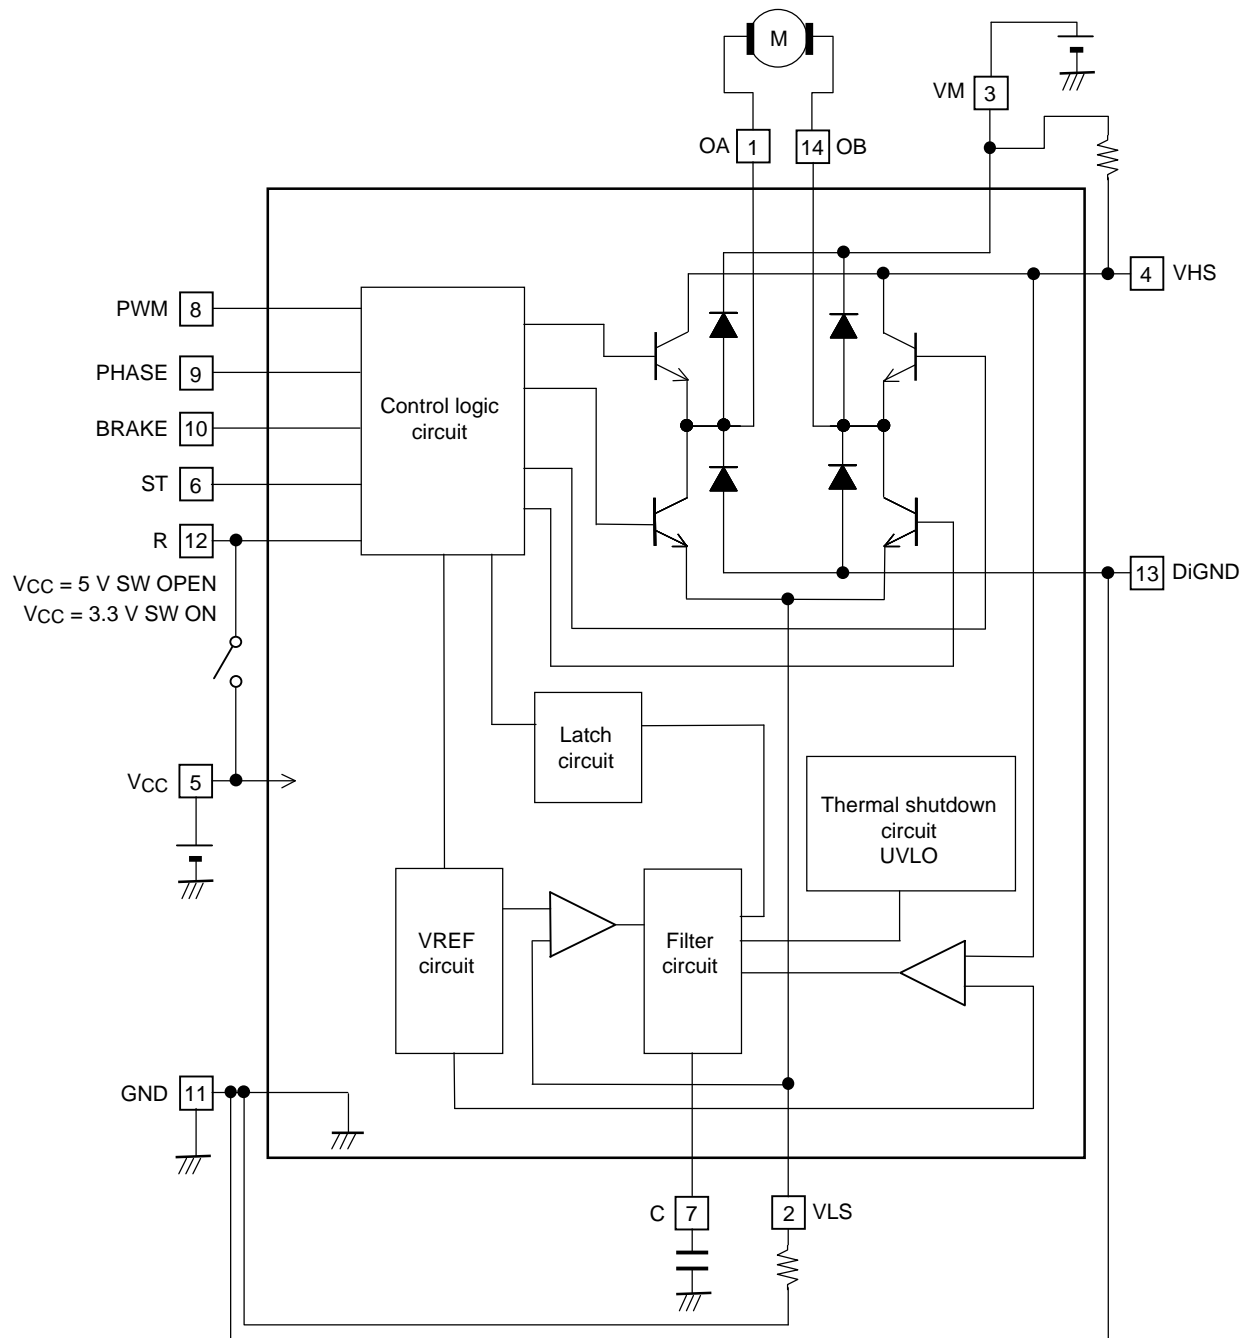 M
VM 3
OA 1
14 OB
4 VHS
PWM 8
PHASE 9
BRAKE 10
ST 6
R 12
VCC = 5 V SW OPEN
VCC = 3.3 V SW ON
Control logic
circuit
13 DiGND
Latch
circuit
VCC 5
Thermal shutdown
circuit
UVLO
VREF
circuit
Filter
circuit
GND 11
C 7
2 VLS